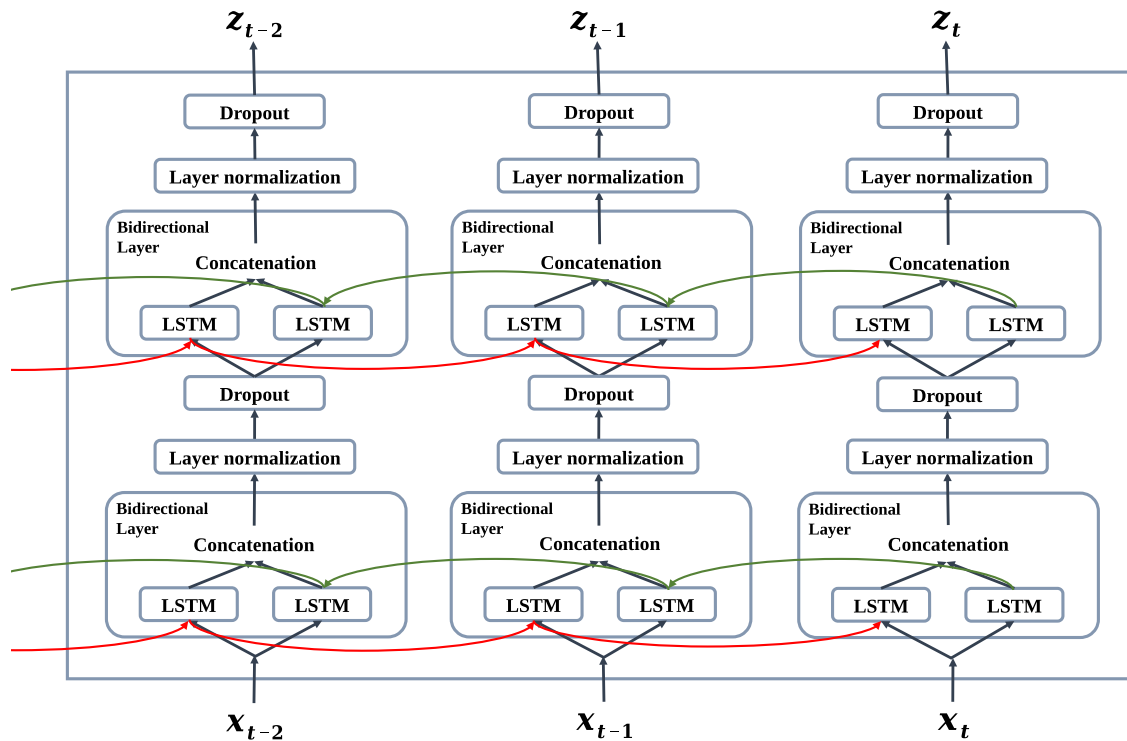 z_{t-2} z_{t-1} z_t
Dropout Dropout Dropout
Layer normalization Layer normalization Layer normalization
Bidirectional Bidirectional Bidirectional
Layer Layer Layer
Concatenation Concatenation Concatenation
LSTM LSTM LSTM LSTM LSTM LSTM
Dropout Dropout Dropout
Layer normalization Layer normalization Layer normalization
Bidirectional Bidirectional Bidirectional
Layer Layer Layer
Concatenation Concatenation Concatenation
LSTM LSTM LSTM LSTM LSTM LSTM
x_{t-2} x_{t-1} x_t